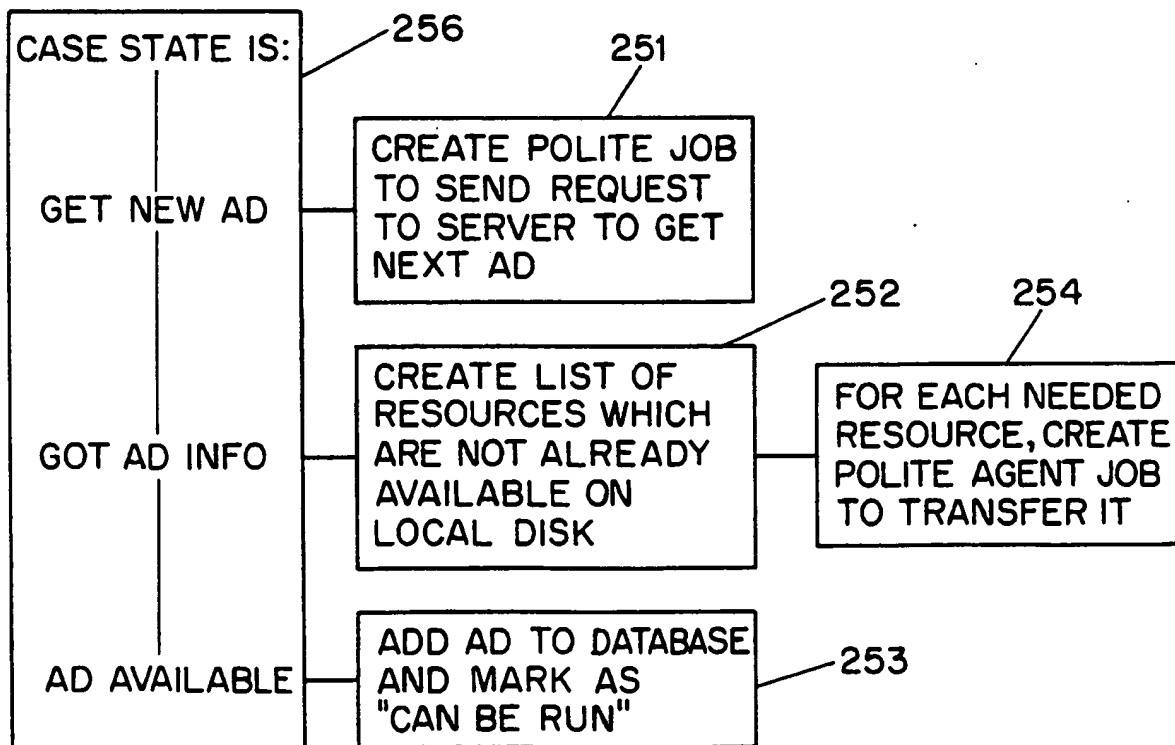 CASE STATE IS:
256
251
GET NEW AD
CREATE POLITE JOB
TO SEND REQUEST
TO SERVER TO GET
NEXT AD
252
254
GOT AD INFO
CREATE LIST OF
RESOURCES WHICH
ARE NOT ALREADY
AVAILABLE ON
LOCAL DISK
FOR EACH NEEDED
RESOURCE, CREATE
POLITE AGENT JOB
TO TRANSFER IT
AD AVAILABLE
ADD AD TO DATABASE
AND MARK AS
"CAN BE RUN"
253